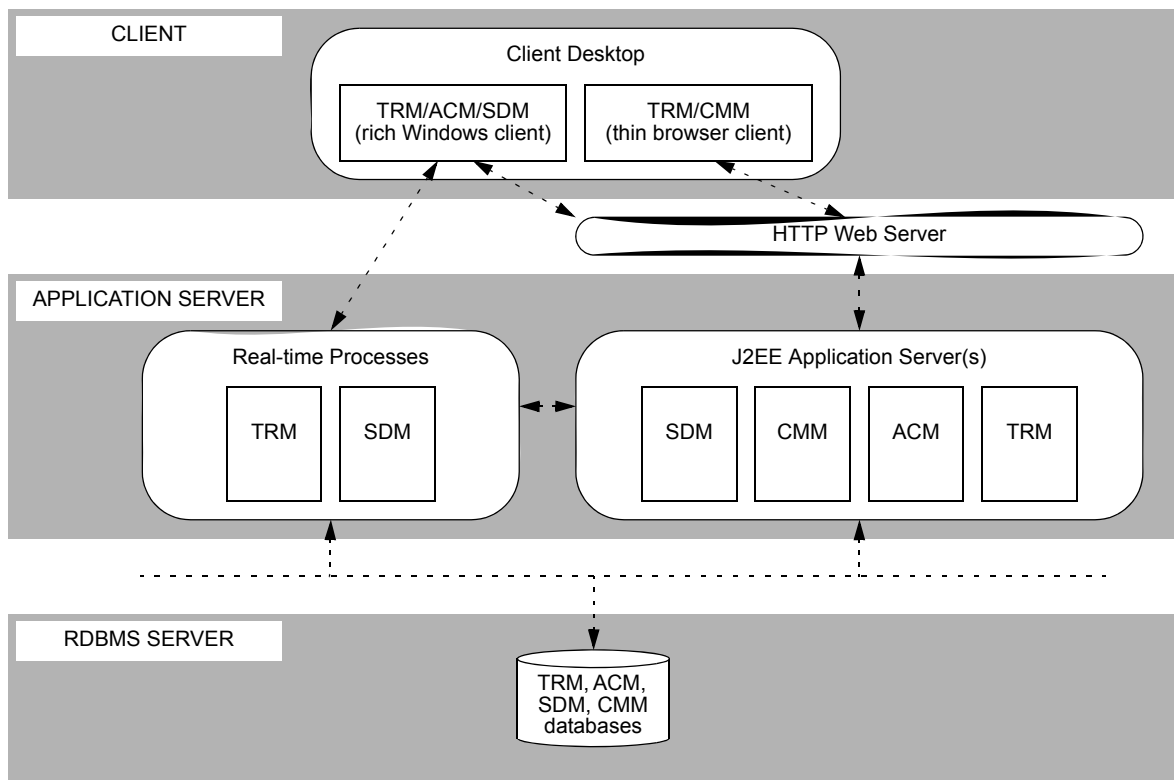 CLIENT
Client Desktop
TRM/ACM/SDM
(rich Windows client)
TRM/CMM
(thin browser client)
HTTP Web Server
APPLICATION SERVER
Real-time Processes
TRM
SDM
J2EE Application Server(s)
SDM
CMM
ACM
TRM
RDBMS SERVER
TRM, ACM,
SDM, CMM
databases